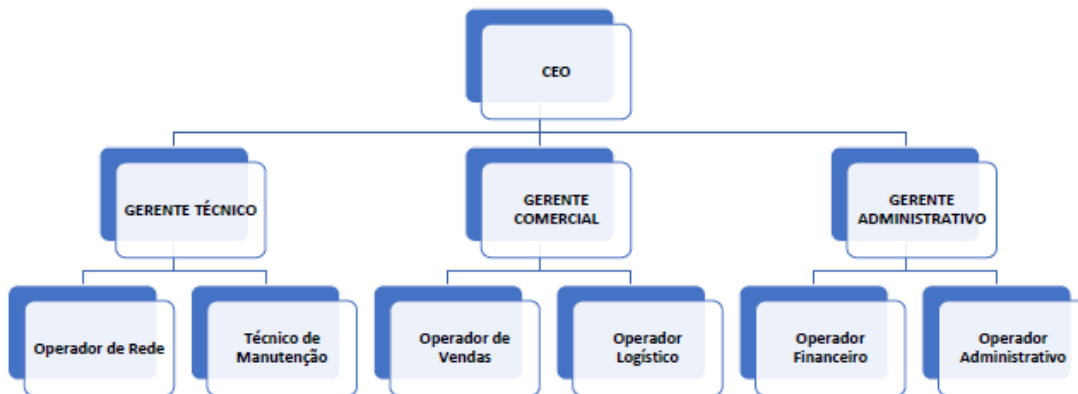 CEO
GERENTE TÉCNICO
GERENTE
COMERCIAL
GERENTE
ADMINISTRATIVO
Operador de Rede
Técnico de
Manutenção
Operador de
Vendas
Operador
Logístico
Operador
Financeiro
Operador
Administrativo